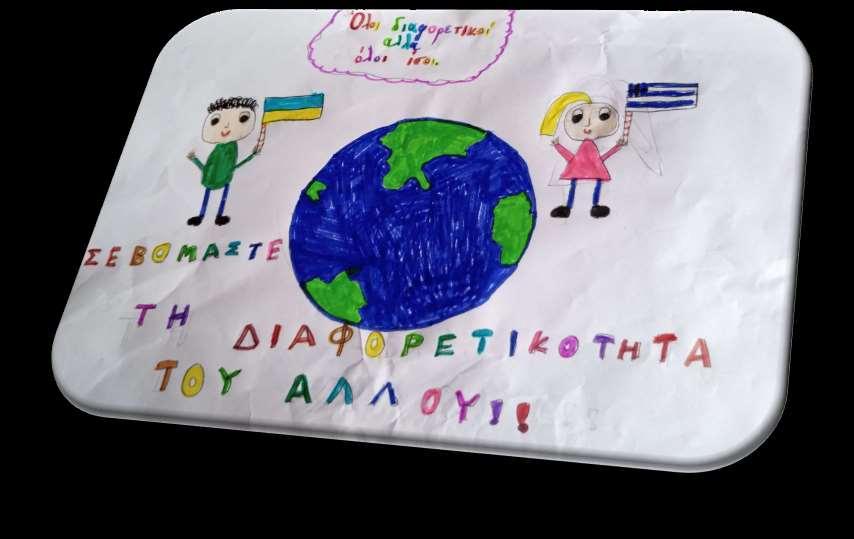 Όλοι διαφορετικοί
αλλά
όλοι ίσοι.
ΣΕΒΟΜΑΣΤΕ
ΤΗ
ΔΙΑΦΟΡΕΤΙΚΟΤΗΤΑ
ΤΟΥ ΑΛΛΟΥ!!